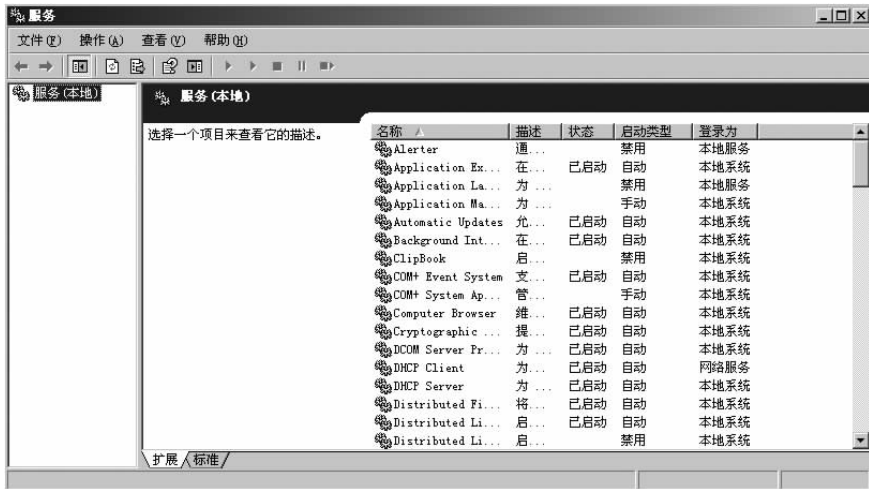 服务
文件(F) 操作(A) 查看(V) 帮助(H)
服务(本地)
服务(本地)
选择一个项目来查看它的描述。
名称 描述 状态 启动类型 登录为
Alerter 通... 禁用 本地服务
Application Ex... 在... 已启动 自动 本地系统
Application La... 为 ... 禁用 本地服务
Application Ma... 为 ... 手动 本地系统
Automatic Updates 允... 已启动 自动 本地系统
Background Int... 在... 已启动 自动 本地系统
ClipBook 启... 禁用 本地系统
COM+ Event System 支... 已启动 自动 本地系统
COM+ System Ap... 管... 手动 本地系统
Computer Browser 维... 已启动 自动 本地系统
Cryptographic ... 提... 已启动 自动 本地系统
DCOM Server Pr... 为 ... 已启动 自动 本地系统
DHCP Client 为... 已启动 自动 网络服务
DHCP Server 为 ... 已启动 自动 本地系统
Distributed Fi... 将... 已启动 自动 本地系统
Distributed Li... 启... 已启动 自动 本地系统
Distributed Li... 启... 禁用 本地系统
扩展 标准